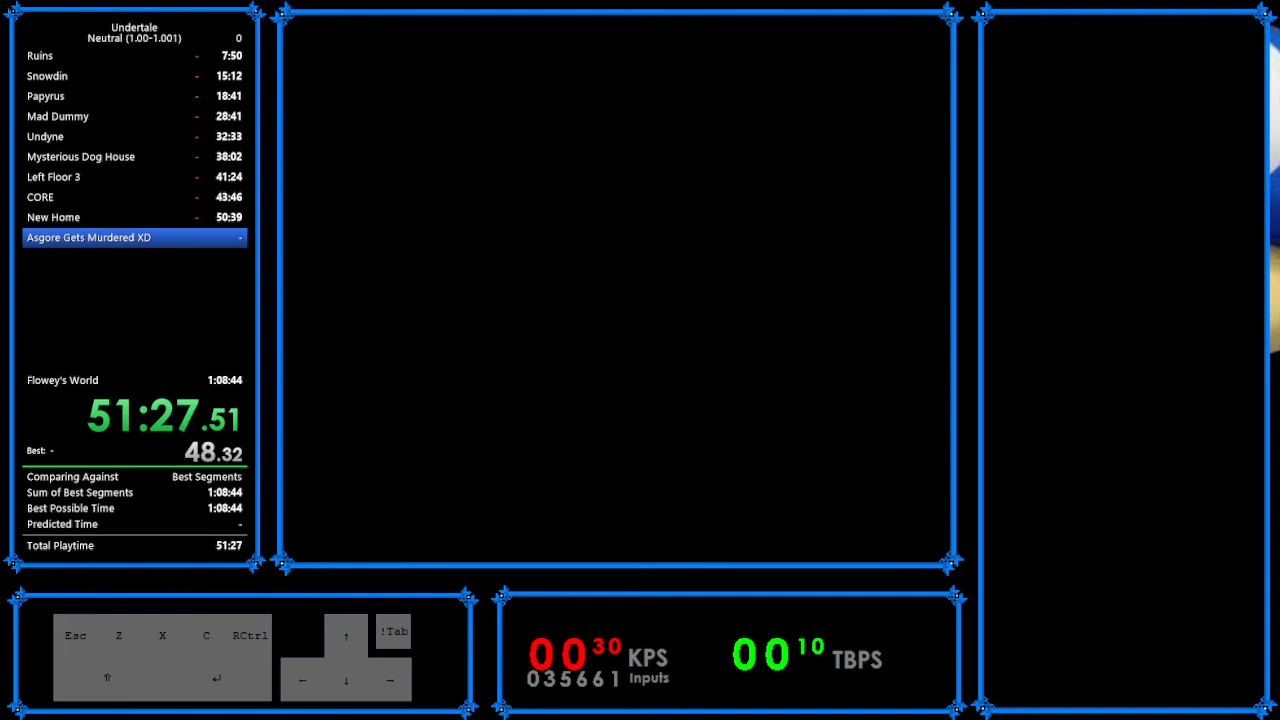 Undertale
Neutral (1.00-1.001) 0
Ruins - 7:50
Snowdin - 15:12
Papyrus - 18:41
Mad Dummy - 28:41
Undyne - 32:33
Mysterious Dog House - 38:02
Left Floor 3 - 41:24
CORE - 43:46
New Home - 50:39
Asgore Gets Murdered XD -
Flowey's World 1:08:44
51:27.51
Best: - 48.32
Comparing Against Best Segments
Sum of Best Segments 1:08:44
Best Possible Time 1:08:44
Predicted Time -
Total Playtime 51:27
Esc Z X C RCtrl ↑ !Tab
⇑ ↵ ← ↓ →
00 30 KPS 00 10 TBPS
035661 Inputs